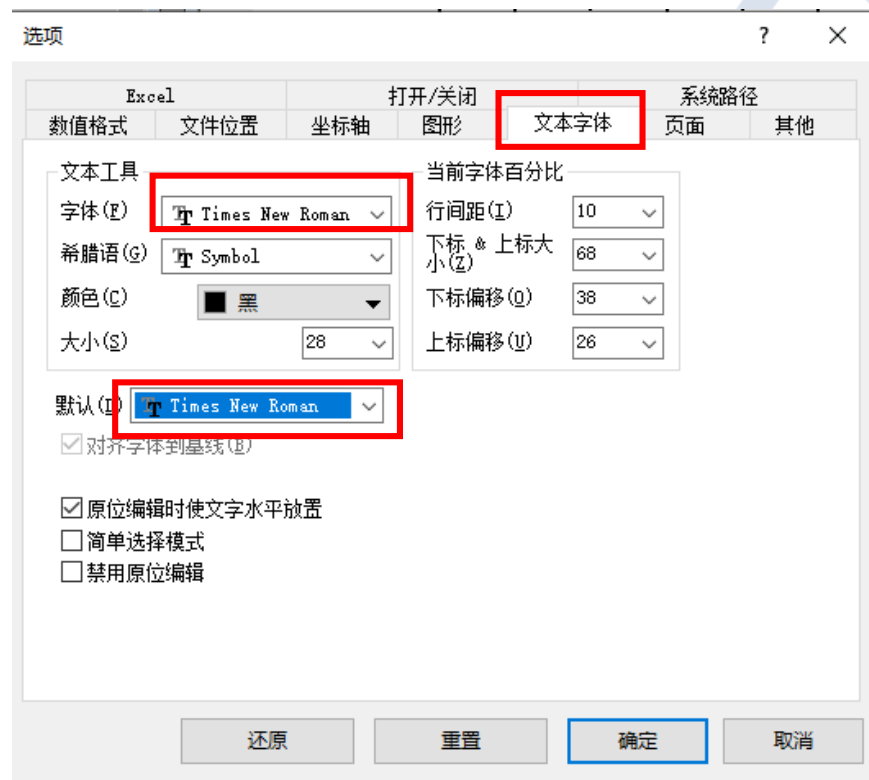 选项 ?
Excel 打开/关闭 系统路径
数值格式 文件位置 坐标轴 图形 文本字体 页面 其他
文本工具 当前字体百分比
字体(F) Times New Roman 行间距(I) 10
希腊语(G) Symbol 下标 & 上标大小(Z) 68
颜色(C) 黑 下标偏移(O) 38
大小(S) 28 上标偏移(U) 26
默认(D) Times New Roman
对齐字体到基线(B)
原位编辑时使文字水平放置
简单选择模式
禁用原位编辑
还原 重置 确定 取消